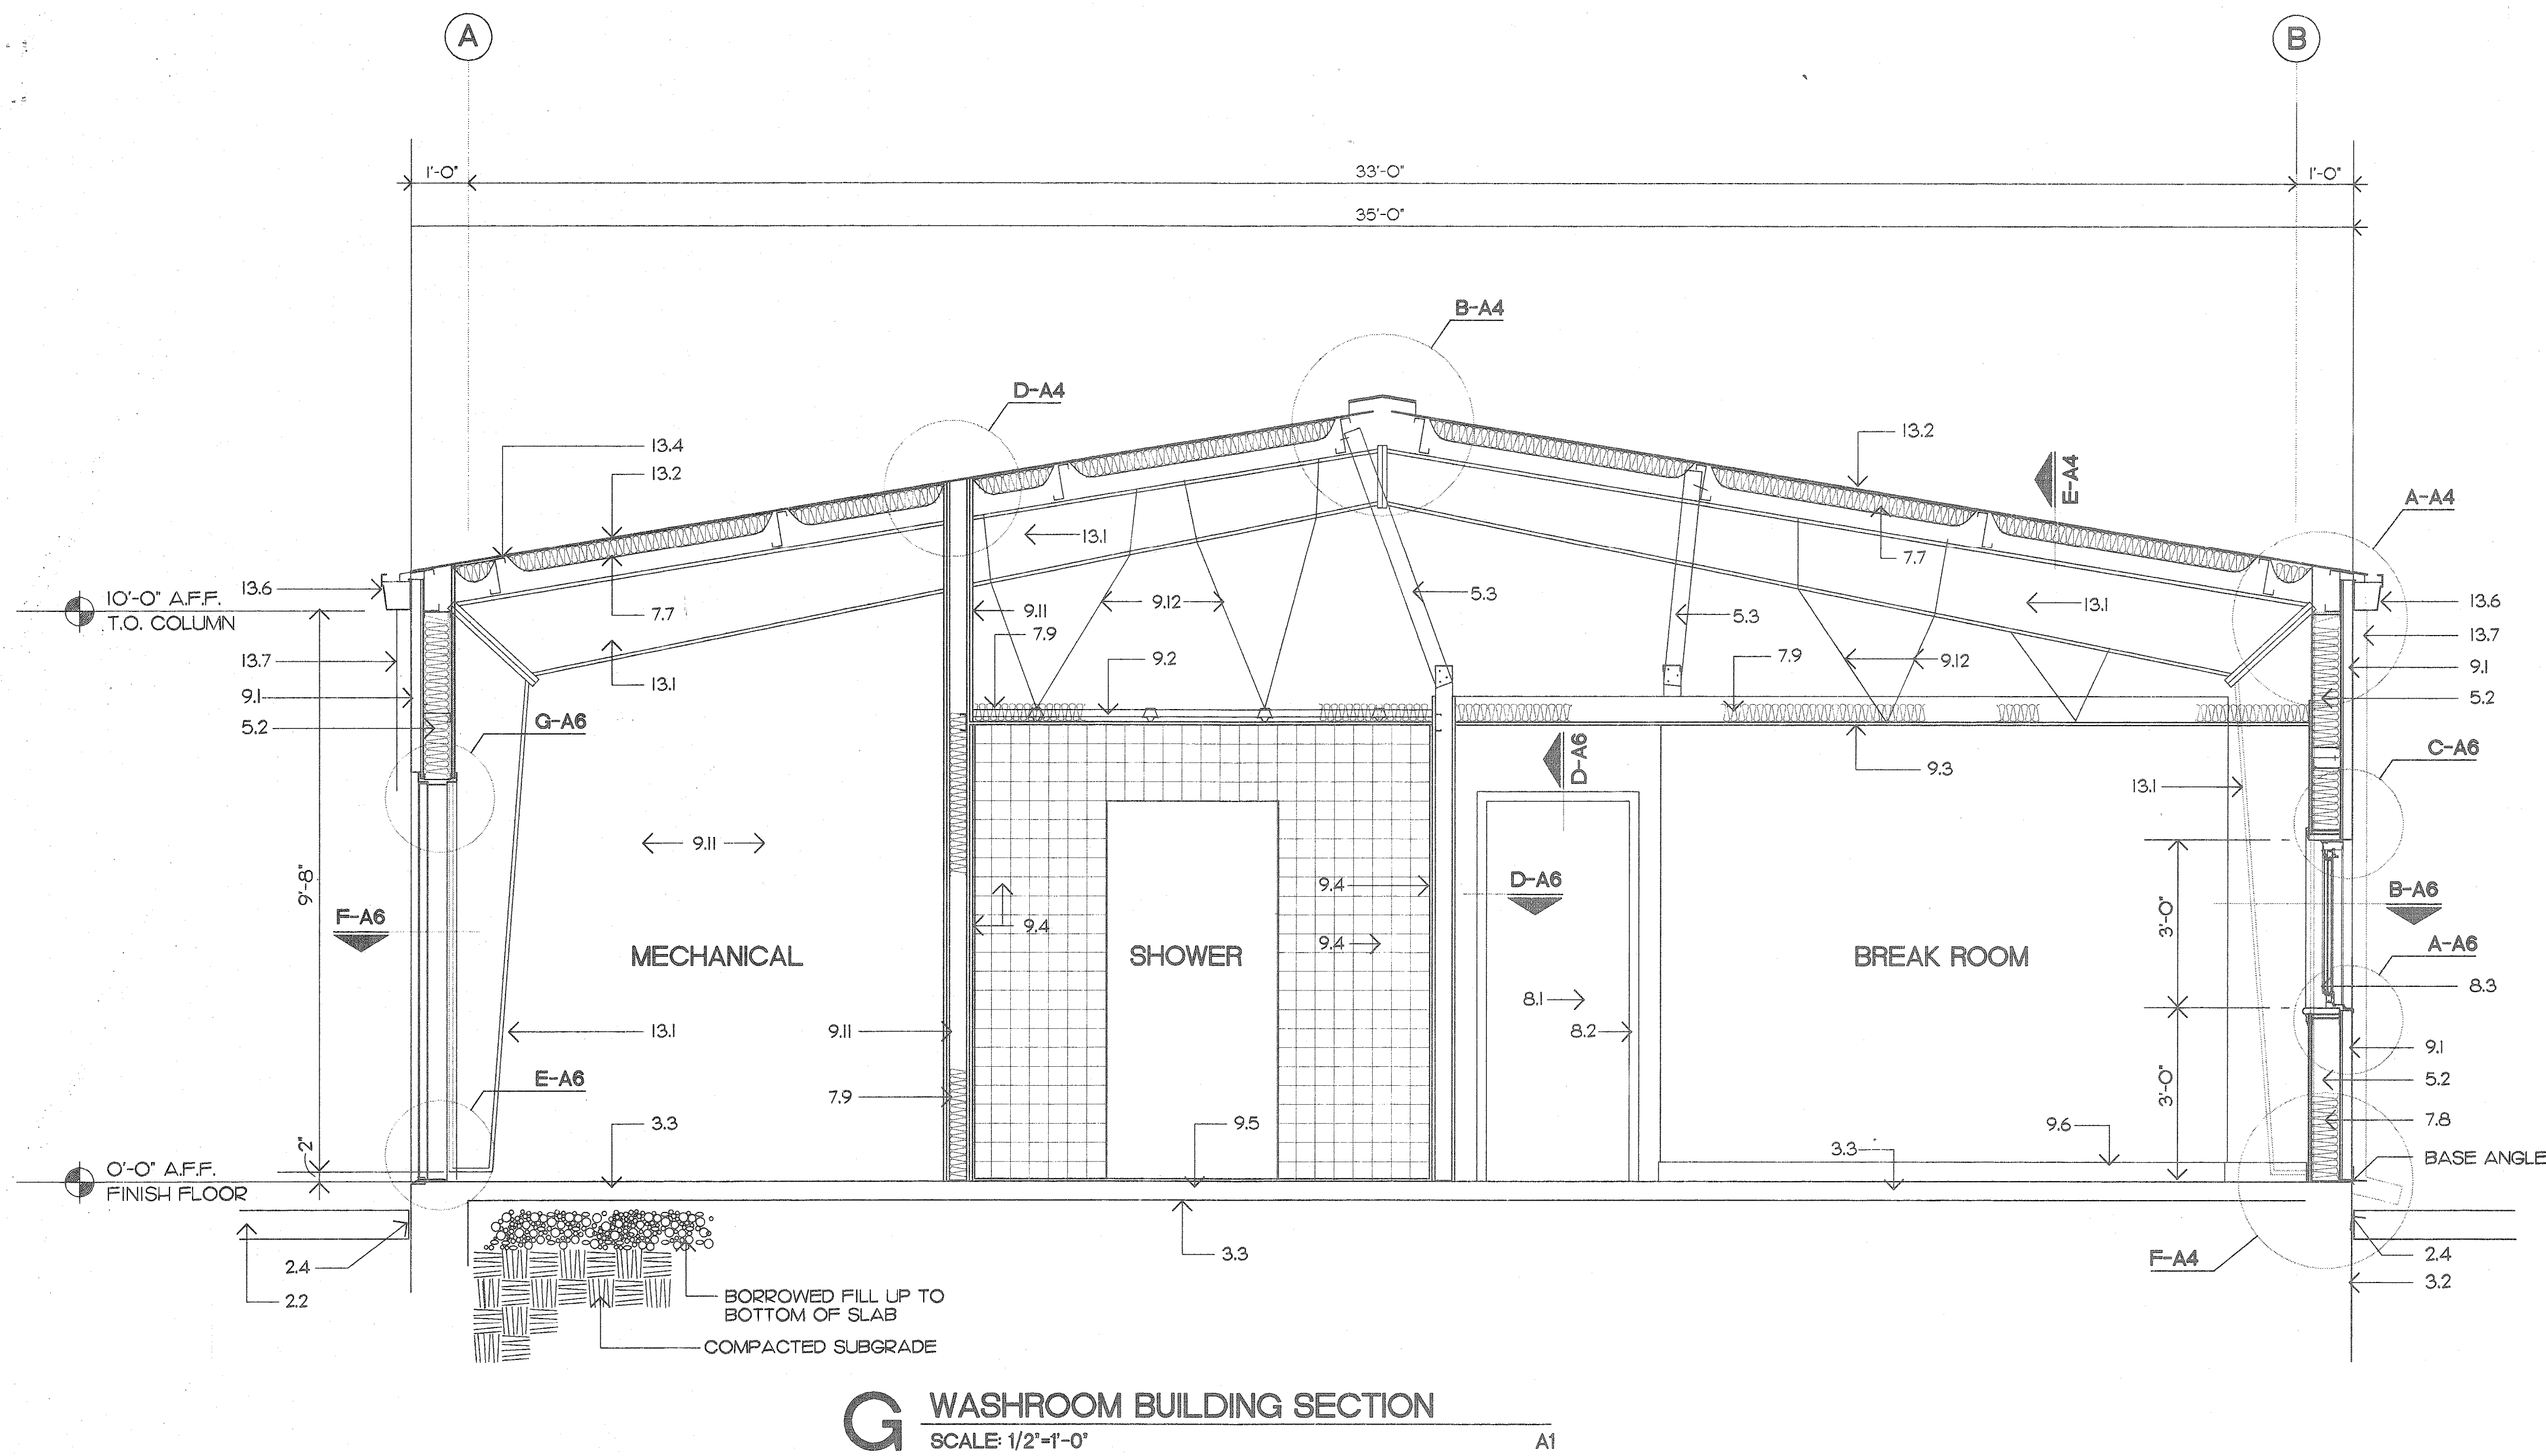 A
B
1'-0"
33'-0"
1'-0"
35'-0"
B-A4
D-A4
13.4
13.2
13.2
E-A4
A-A4
13.1
7.7
13.6
10'-0" A.F.F.
T.O. COLUMN
7.7
9.11
9.12
5.3
5.3
13.1
13.6
7.9
13.7
13.7
9.2
7.9
9.12
9.1
9.1
13.1
5.2
5.2
G-A6
D-A6
C-A6
9.3
13.1
9.11
9'-8"
D-A6
9.4
B-A6
F-A6
3'-0"
9.4
9.4
A-A6
MECHANICAL
SHOWER
BREAK ROOM
8.3
8.1
13.1
9.11
8.2
9.1
E-A6
5.2
3'-0"
7.9
3.3
9.5
9.6
7.8
2"
3.3
BASE ANGLE
0'-0" A.F.F.
FINISH FLOOR
3.3
2.4
F-A4
2.4
3.2
2.2
BORROWED FILL UP TO
BOTTOM OF SLAB
COMPACTED SUBGRADE
G
WASHROOM BUILDING SECTION
SCALE: 1/2"=1'-0"
A1